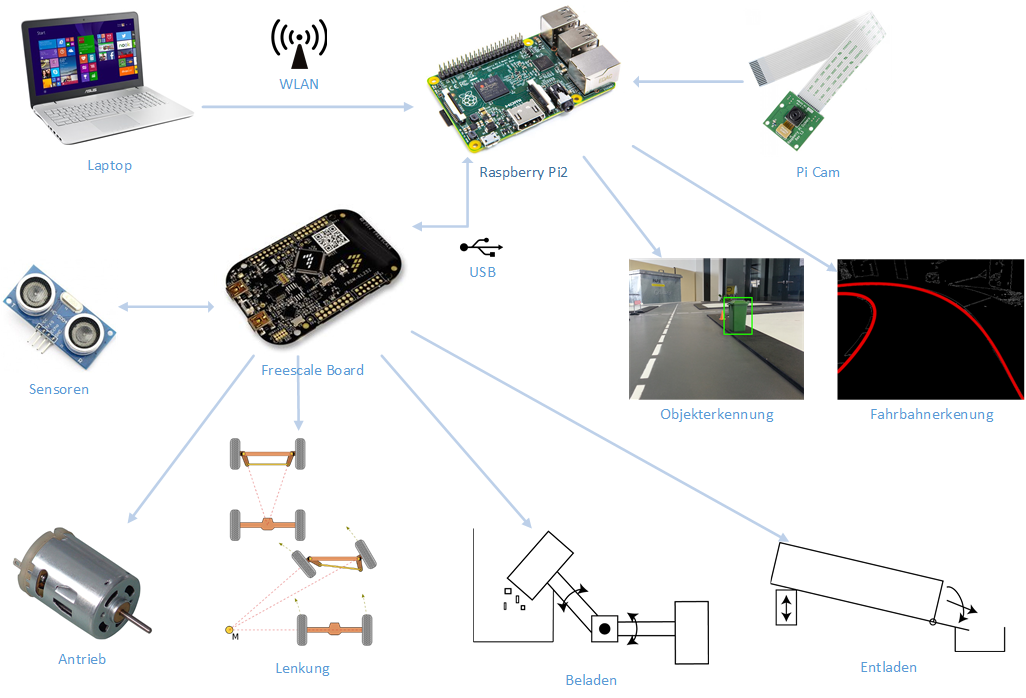 WLAN
Laptop
Raspberry Pi2
Pi Cam
USB
Sensoren
Freescale Board
Objekterkennung
Fahrbahnerkenung
M
Antrieb
Lenkung
Beladen
Entladen